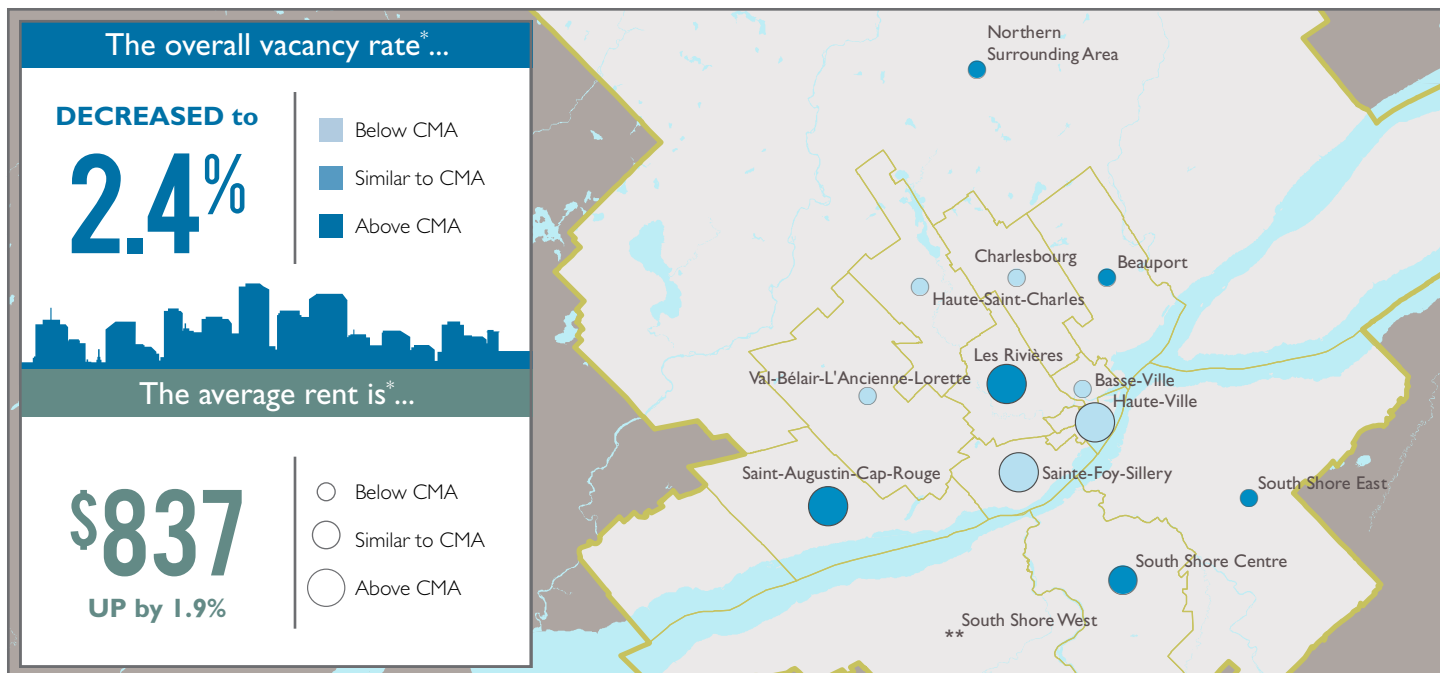 The overall vacancy rate*...
DECREASED to
2.4%
Below CMA
Similar to CMA
Above CMA
The average rent is*...
$837
UP by 1.9%
Below CMA
Similar to CMA
Above CMA
Northern
Surrounding Area
Charlesbourg
Beauport
Haute-Saint-Charles
Les Rivières
Val-Bélair-L'Ancienne-Lorette
Basse-Ville
Haute-Ville
Saint-Augustin-Cap-Rouge
Sainte-Foy-Sillery
South Shore East
South Shore Centre
**South Shore West